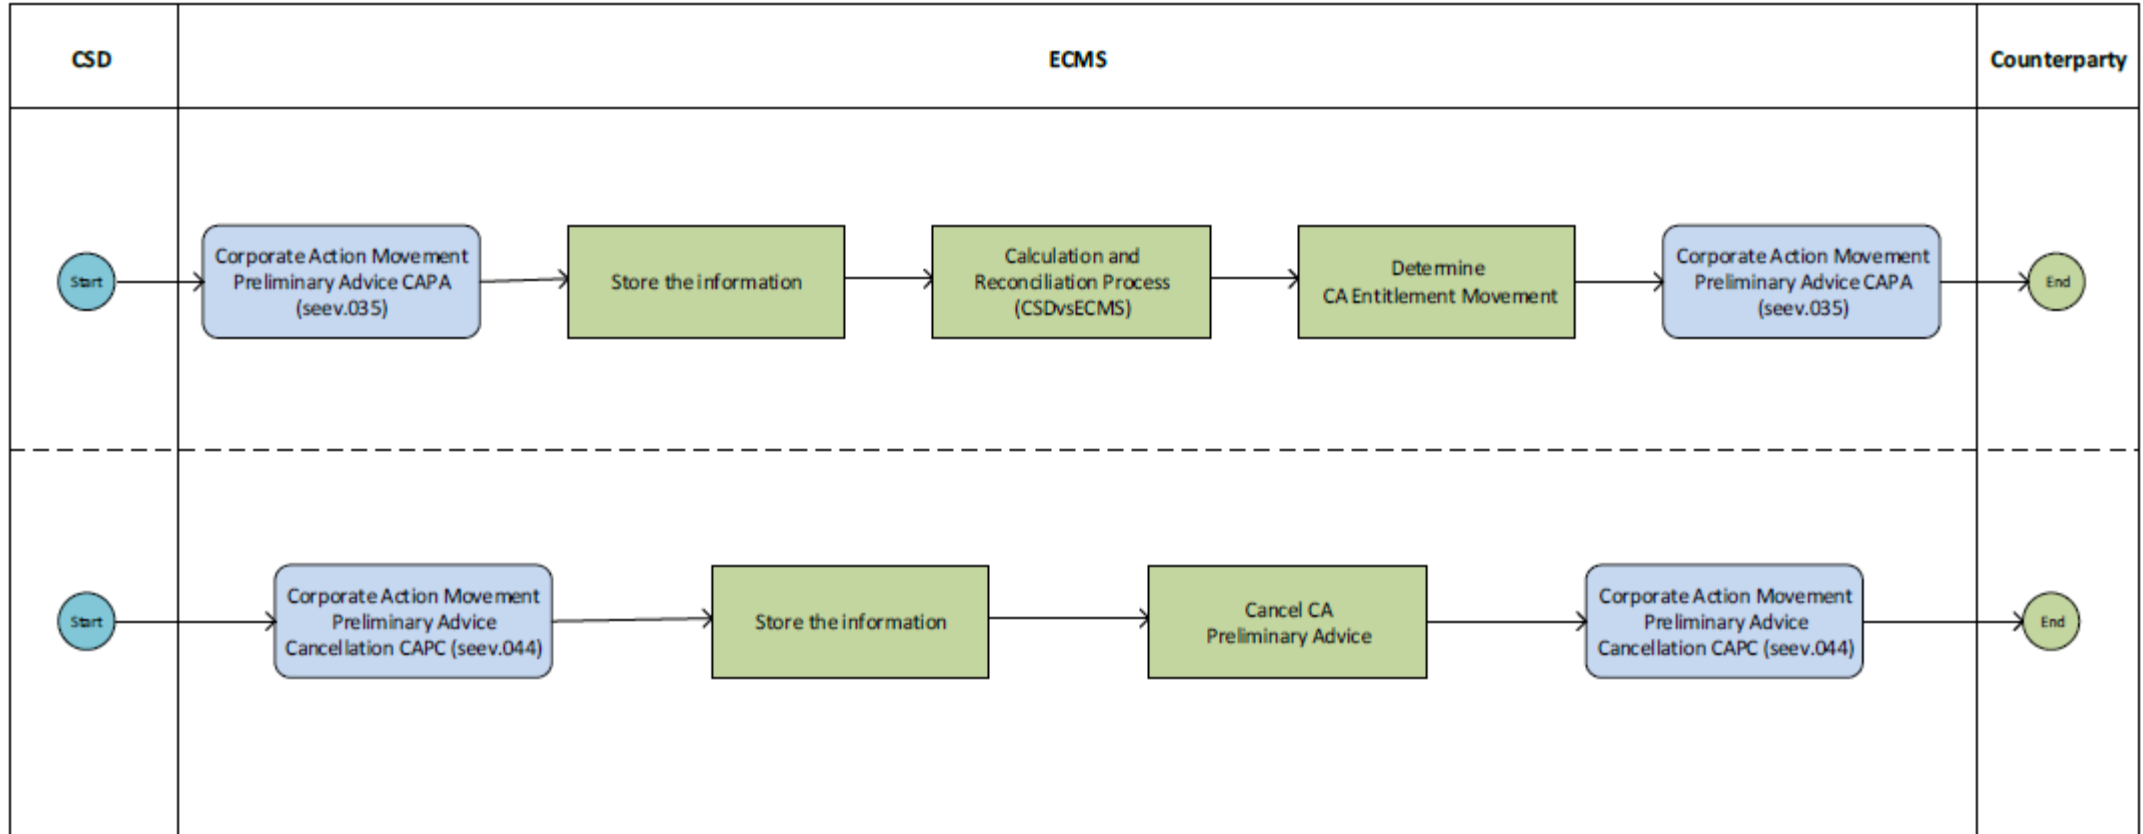 CSD
ECMS
Counterparty
Start
Corporate Action Movement
Preliminary Advice CAPA
(seev.035)
Store the information
Calculation and
Reconciliation Process
(CSDvsECMS)
Determine
CA Entitlement Movement
Corporate Action Movement
Preliminary Advice CAPA
(seev.035)
End
Start
Corporate Action Movement
Preliminary Advice
Cancellation CAPC (seev.044)
Store the information
Cancel CA
Preliminary Advice
Corporate Action Movement
Preliminary Advice
Cancellation CAPC (seev.044)
End